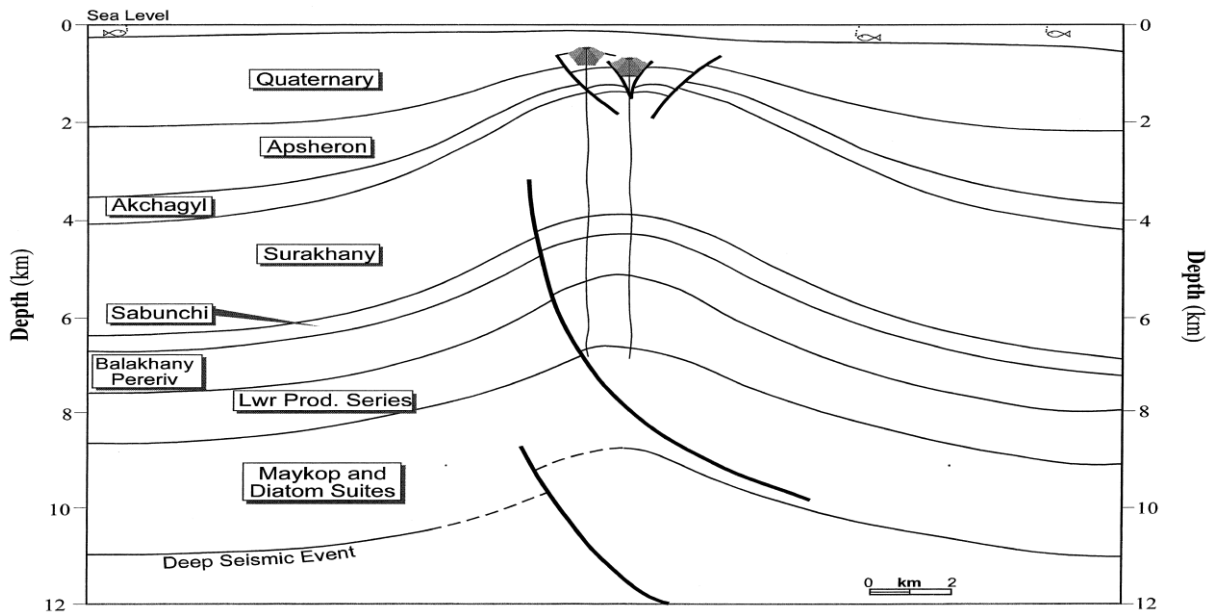 Sea Level
0
0
Quaternary
2
2
Apsheron
Akchagyl
4
4
Surakhany
Depth (km)
Depth (km)
Sabunchi
6
6
Balakhany
Pereriv
Lwr Prod. Series
8
8
Maykop and
Diatom Suites
10
10
Deep Seismic Event
0 km 2
12
12